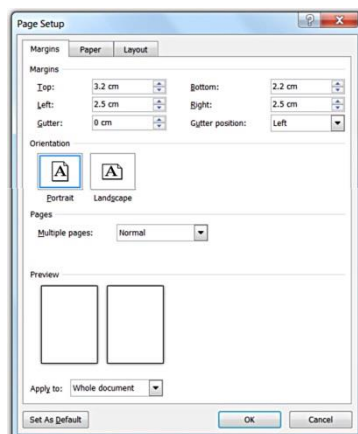 Page Setup
Margins Paper Layout
Margins
Top: 3.2 cm Bottom: 2.2 cm
Left: 2.5 cm Right: 2.5 cm
Gutter: 0 cm Gutter position: Left
Orientation
A A
Portrait Landscape
Pages
Multiple pages: Normal
Preview
Apply to: Whole document
Set As Default OK Cancel